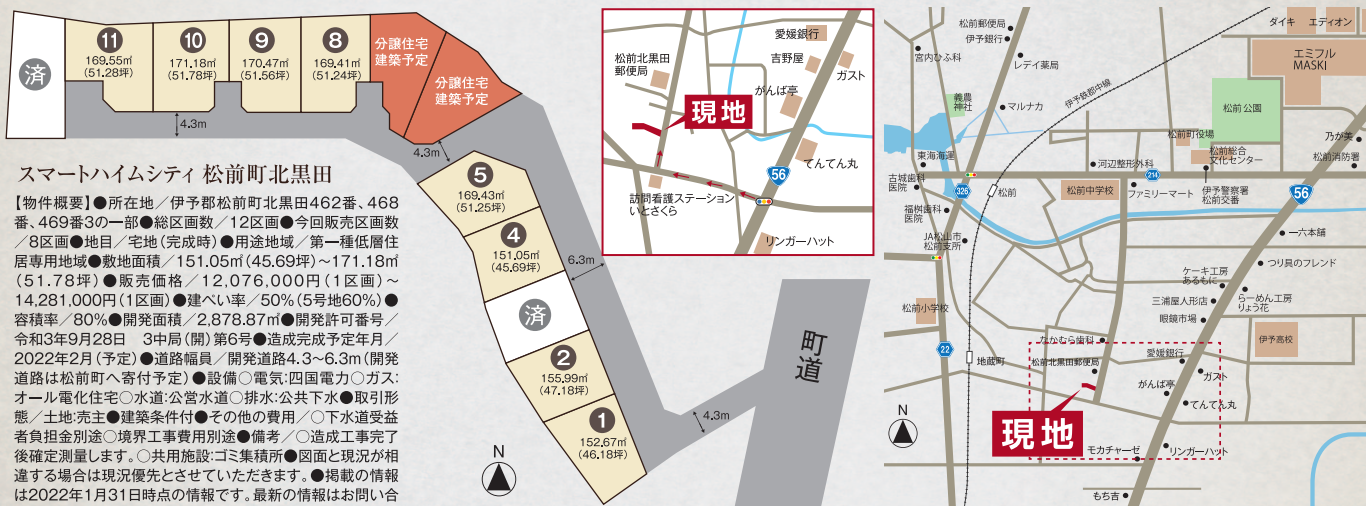 済
11
169.55㎡
(51.28坪)
10
171.18㎡
(51.78坪)
9
170.47㎡
(51.56坪)
8
169.41㎡
(51.24坪)
分譲住宅
建築予定
分譲住宅
建築予定
4.3m
4.3m
5
169.43㎡
(51.25坪)
4
151.05㎡
(45.69坪)
6.3m
済
2
155.99㎡
(47.18坪)
1
152.67㎡
(46.18坪)
4.3m
町道
N
スマートハイムシティ 松前町北黒田
【物件概要】●所在地／伊予郡松前町北黒田462番、468
番、469番3の一部●総区画数／12区画●今回販売区画数
／8区画●地目／宅地(完成時)●用途地域／第一種低層住
居専用地域●敷地面積／151.05㎡(45.69坪)～171.18㎡
(51.78坪)●販売価格／12,076,000円(1区画)～
14,281,000円(1区画)●建ぺい率／50%(5号地60%)●
容積率／80%●開発面積／2,878.87㎡●開発許可番号／
令和3年9月28日　3中局(開)第6号●造成完成予定年月／
2022年2月(予定)●道路幅員／開発道路4.3～6.3m(開発
道路は松前町へ寄付予定)●設備○電気:四国電力○ガス:
オール電化住宅○水道:公営水道○排水:公共下水●取引形
態／土地:売主●建築条件付●その他の費用／○下水道受益
者負担金別途○境界工事費用別途●備考／○造成工事完了
後確定測量します。○共用施設:ゴミ集積所●図面と現況が相
違する場合は現況優先とさせていただきます。●掲載の情報
は2022年1月31日時点の情報です。最新の情報はお問い合
愛媛銀行
吉野屋
ガスト
松前北黒田
郵便局
がんば亭
現地
てんてん丸
56
訪問看護ステーション
いとさくら
リンガーハット
松前郵便局
伊予銀行
宮内ひふ科
レデイ薬局
義農
神社
マルナカ
伊予鉄郡中線
ダイキ
エディオン
エミフル
MASKI
松前公園
乃が美
松前町役場
松前消防署
東海海運
河辺整形外科
松前総合
文化センター
古城歯科
医院
326
松前
松前中学校
214
ファミリーマート
伊予警察署
松前交番
56
福桝歯科
医院
一六本舗
JA松山市
松前支所
つり具のフレンド
ケーキ工房
あるもに
三浦屋人形店
らーめん工房
りょう花
松前小学校
眼鏡市場
22
なかむら歯科
伊予高校
地蔵町
松前北黒田郵便局
愛媛銀行
ガスト
がんば亭
てんてん丸
N
現地
モカチャーゼ
リンガーハット
もち吉